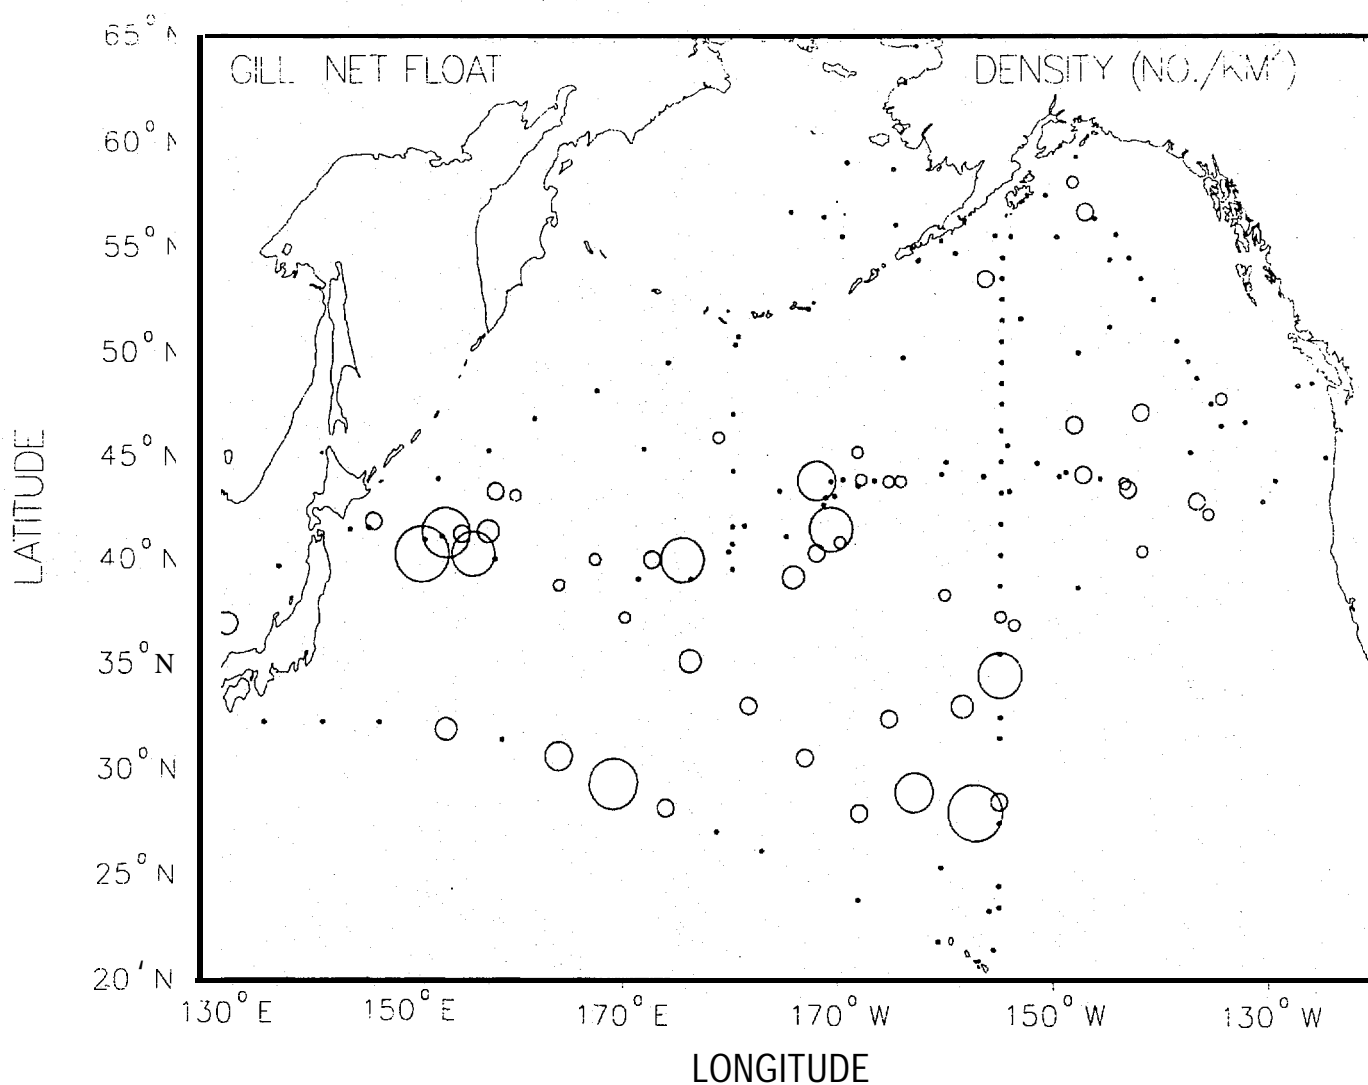 GILL NET FLOAT DENSITY (NO./KM²)
65° N
60° N
55° N
50° N
45° N
40° N
35° N
30° N
25° N
20' N
LATITUDE
130° E 150° E 170° E 170° W 150° W 130° W
LONGITUDE